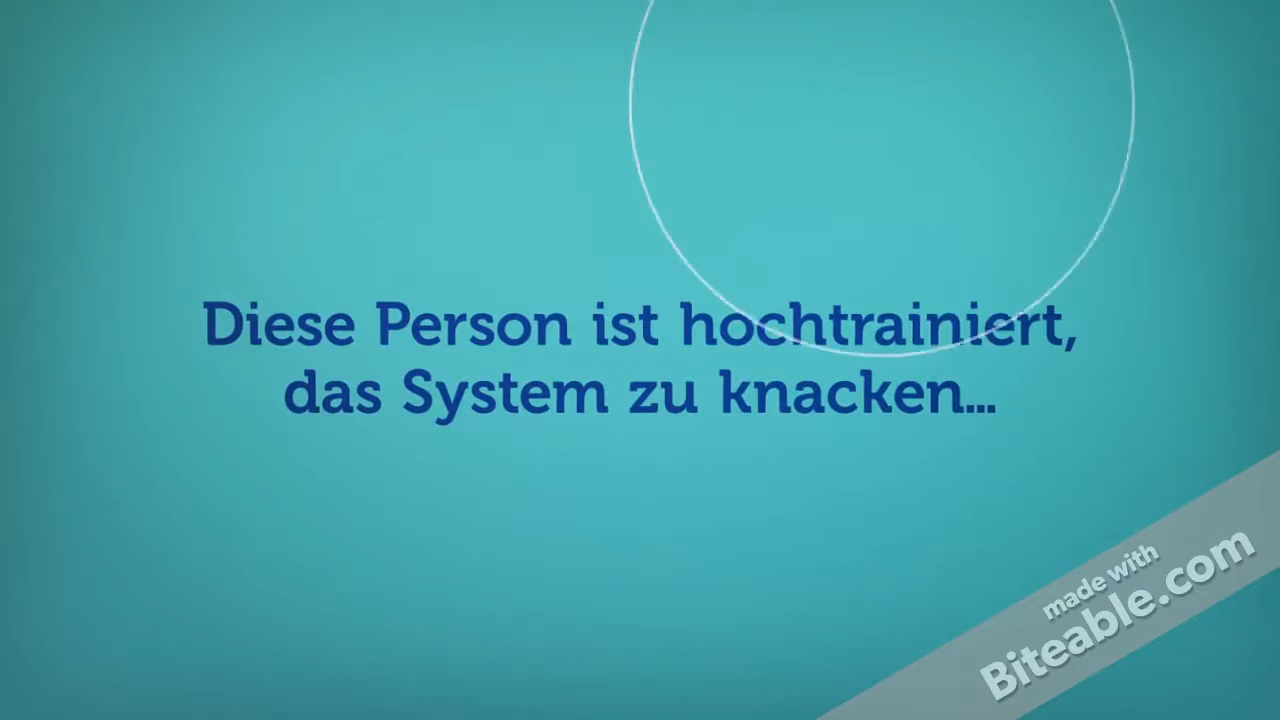 Diese Person ist hochtrainiert,
das System zu knacken...
made with
Biteable.com